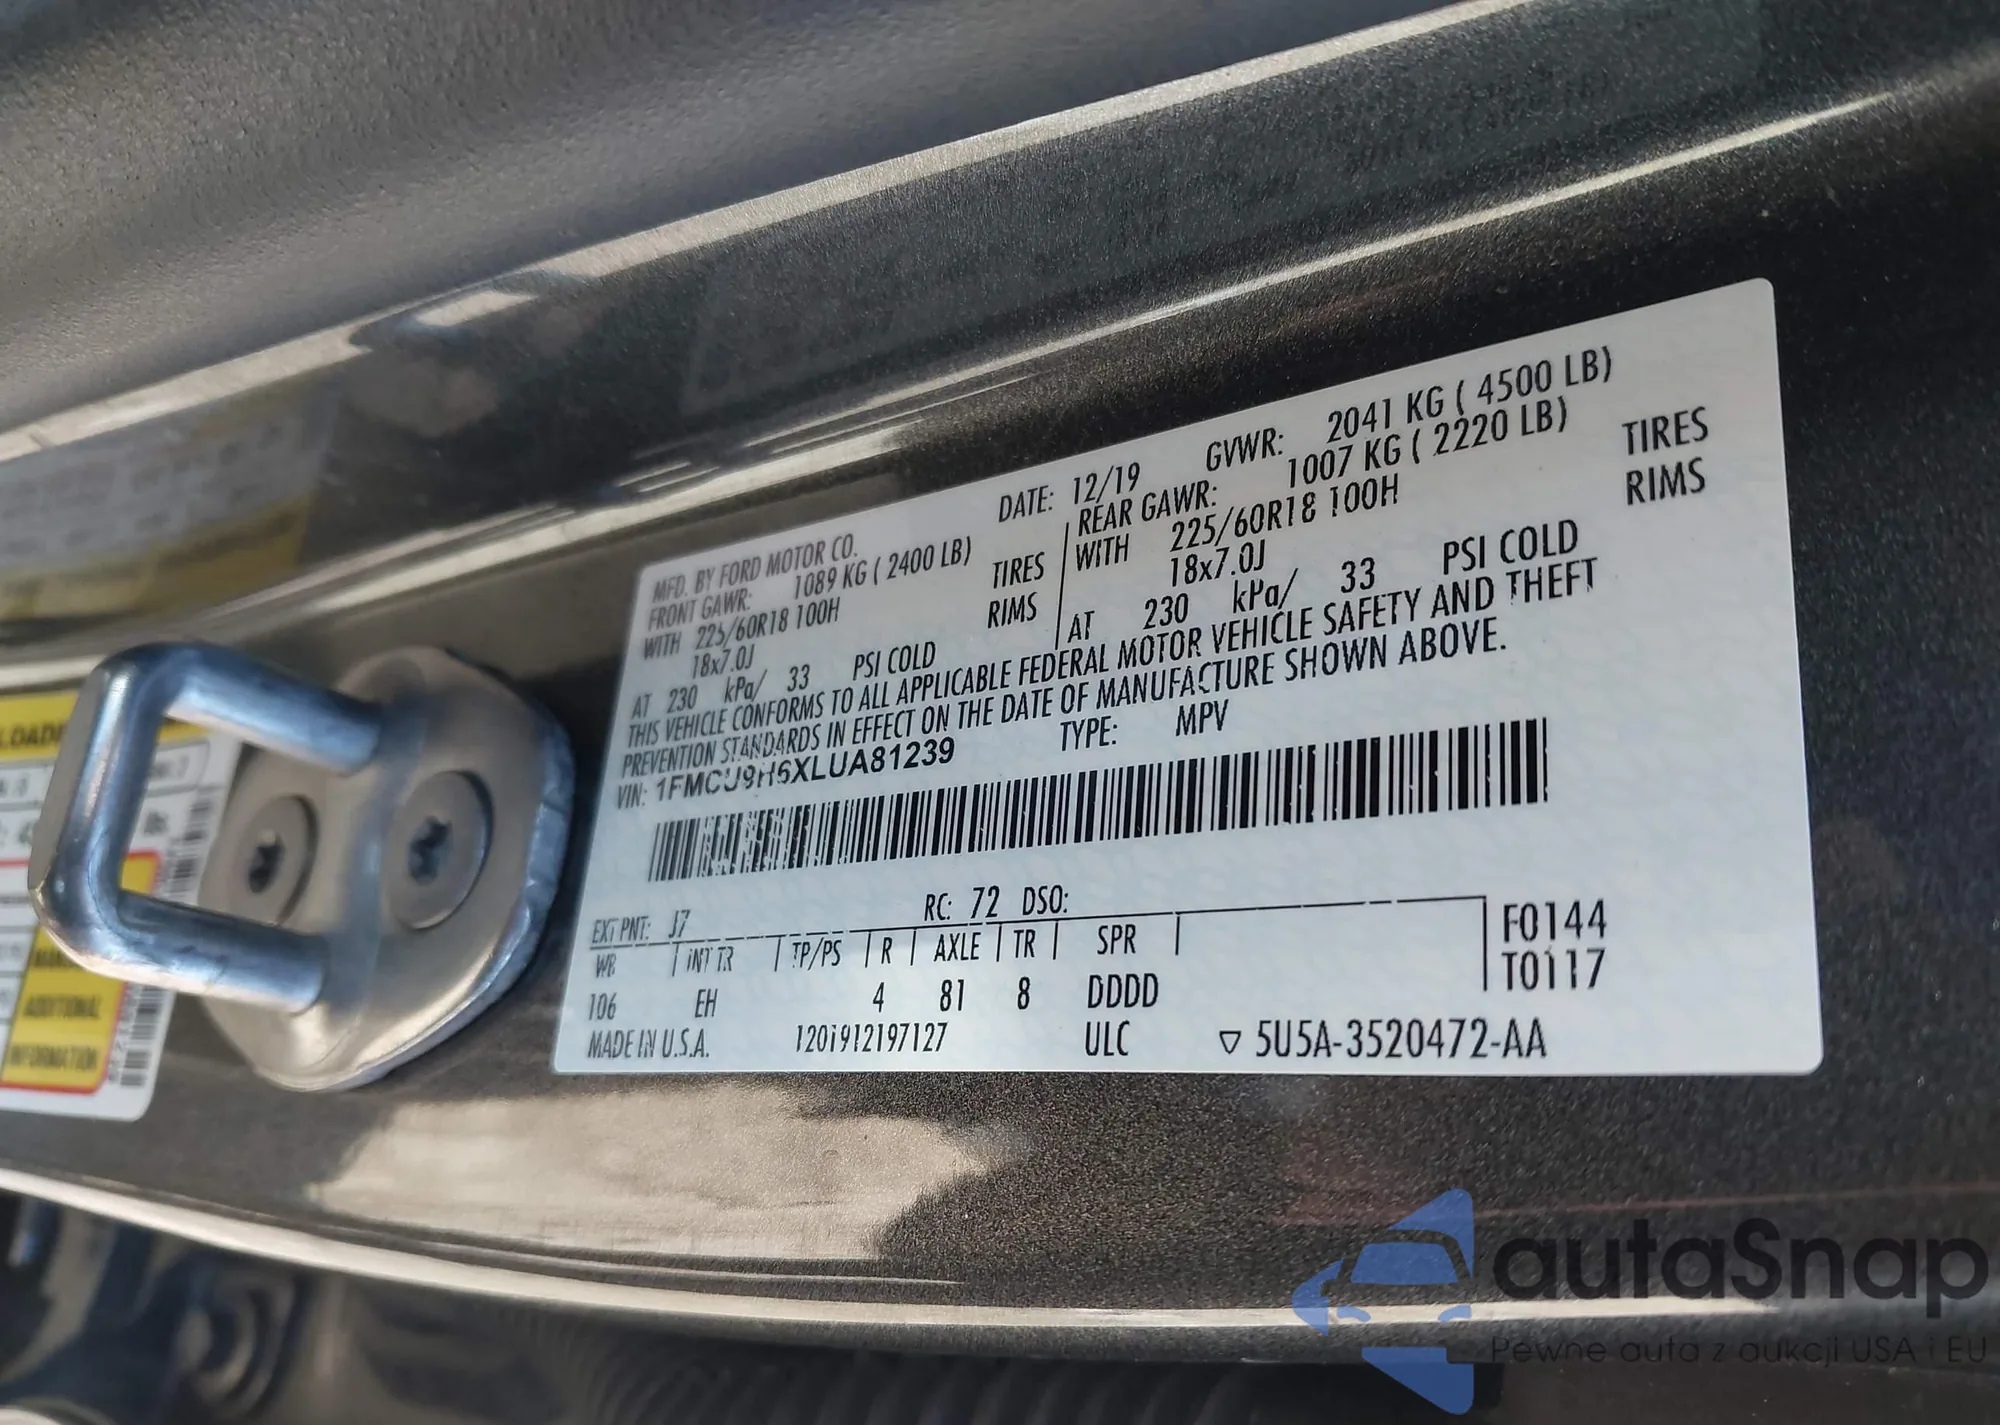 MFD. BY FORD MOTOR CO.
DATE: 12/19
GVWR: 2041 KG ( 4500 LB)
FRONT GAWR: 1089 KG ( 2400 LB)
REAR GAWR: 1007 KG ( 2220 LB)
WITH 225/60R18 100H TIRES
WITH 225/60R18 100H TIRES
18x7.0J RIMS
18x7.0J RIMS
AT 230 kPa/ 33 PSI COLD
AT 230 kPa/ 33 PSI COLD
THIS VEHICLE CONFORMS TO ALL APPLICABLE FEDERAL MOTOR VEHICLE SAFETY AND THEFT
PREVENTION STANDARDS IN EFFECT ON THE DATE OF MANUFACTURE SHOWN ABOVE.
VIN: 1FMCU9H6XLUA81239 TYPE: MPV
EXT PNT: J7 RC: 72 DSO:
WB INT TR TP/PS R AXLE TR SPR
106 EH 4 81 8 DDDD
F0144
T0117
MADE IN U.S.A. 1201912197127 ULC 5U5A-3520472-AA
ADDITIONAL
INFORMATION
autaSnap
Pewne auta z aukcji USA i EU